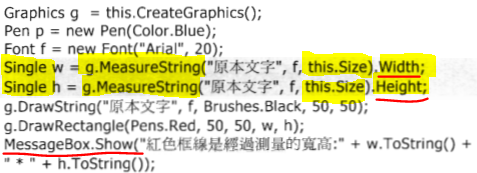 Graphics g = this.CreateGraphics();
Pen p = new Pen(Color.Blue);
Font f = new Font("Arial", 20);
Single w = g.MeasureString("原本文字", f, this.Size).Width;
Single h = g.MeasureString("原本文字", f, this.Size).Height;
g.DrawString("原本文字", f, Brushes.Black, 50, 50);
g.DrawRectangle(Pens.Red, 50, 50, w, h);
MessageBox.Show("紅色框線是經過測量的寬高:" + w.ToString() +
" * " + h.ToString());